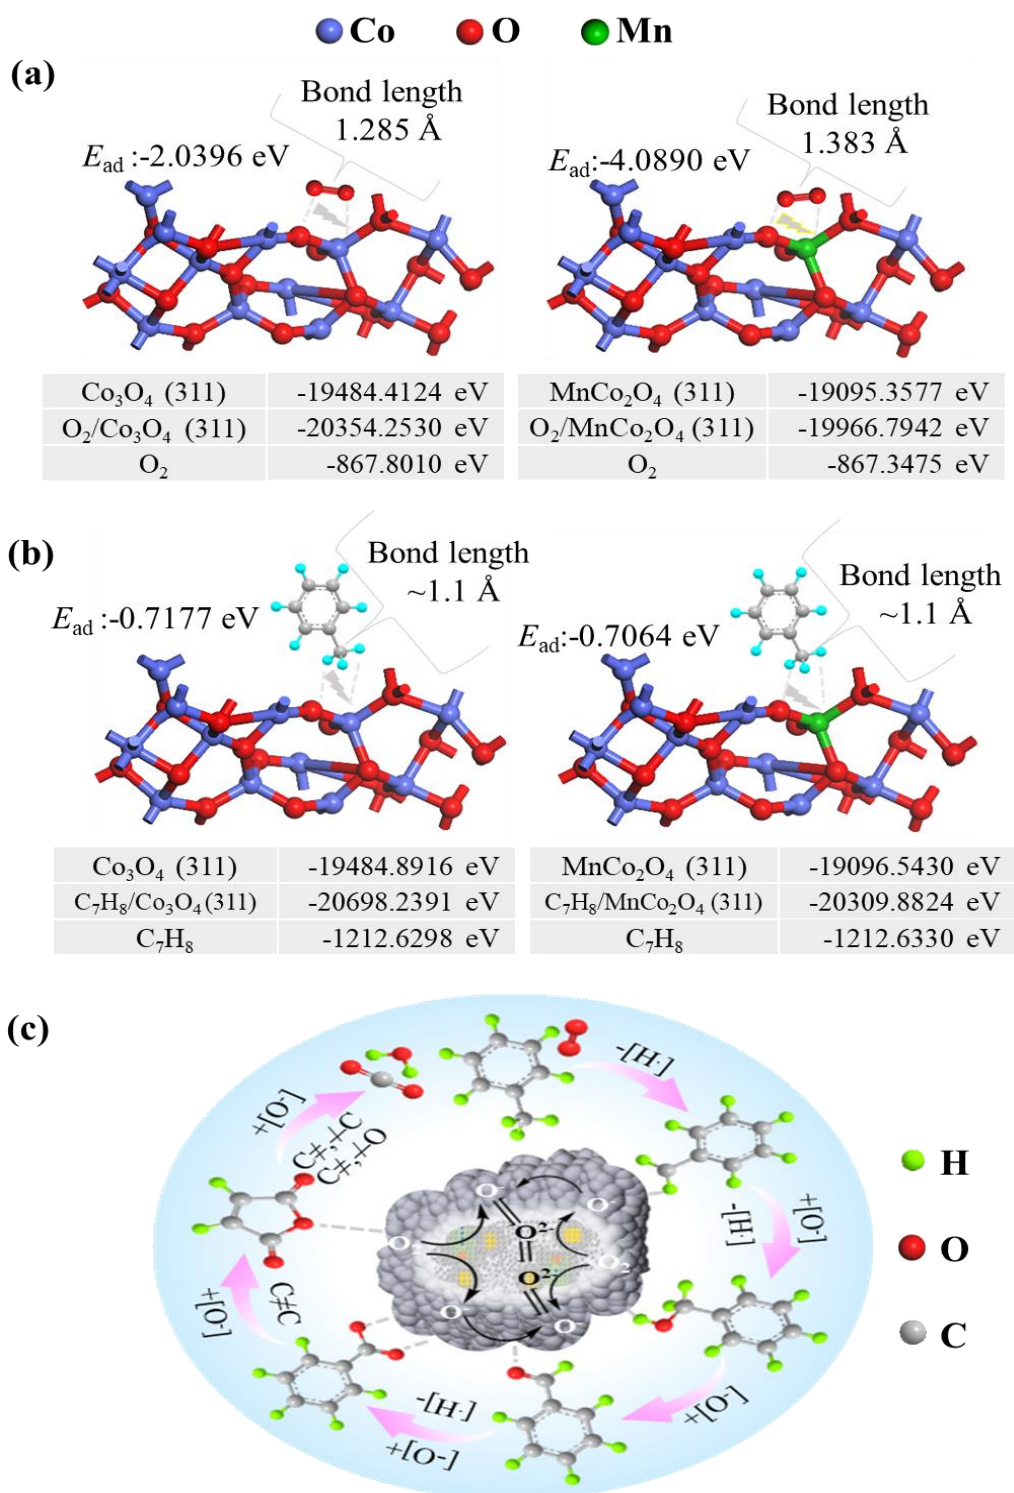 Co O Mn
(a)
Bond length
1.285 Å
Ead :-2.0396 eV
Bond length
1.383 Å
Ead:-4.0890 eV
Co3O4 (311) -19484.4124 eV
O2/Co3O4 (311) -20354.2530 eV
O2 -867.8010 eV
MnCo2O4 (311) -19095.3577 eV
O2/MnCo2O4 (311) -19966.7942 eV
O2 -867.3475 eV
(b)
Bond length
~1.1 Å
Ead :-0.7177 eV
Bond length
~1.1 Å
Ead:-0.7064 eV
Co3O4 (311) -19484.8916 eV
C7H8/Co3O4 (311) -20698.2391 eV
C7H8 -1212.6298 eV
MnCo2O4 (311) -19096.5430 eV
C7H8/MnCo2O4 (311) -20309.8824 eV
C7H8 -1212.6330 eV
(c)
-[H·]
+[O-]
-[H·]
+[O-]
-[H·]
+[O-]
C≠C
+[O-]
C≠,+C
C≠,+O
+[O-]
O-
O-
O2-
O2
O2-
O2
O-
O-
H
O
C